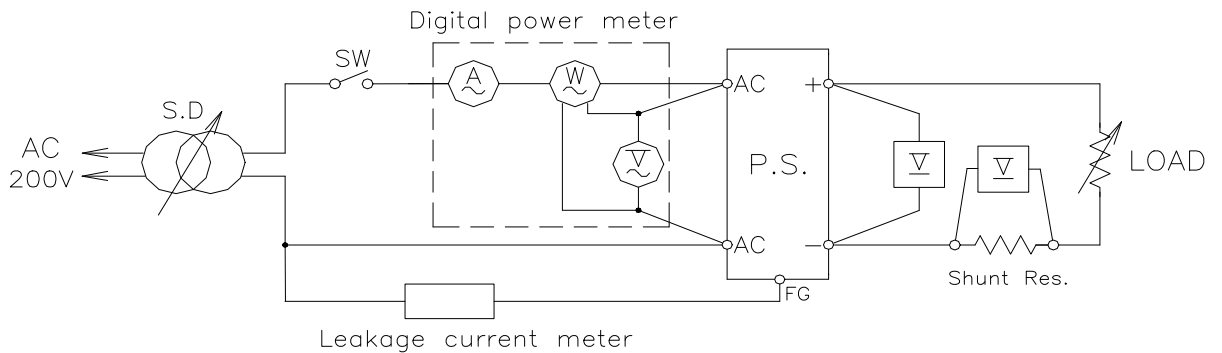 Digital power meter
SW
A
W
AC
+
S.D
AC
200V
V
P.S.
V
V
LOAD
AC
−
Shunt Res.
FG
Leakage current meter